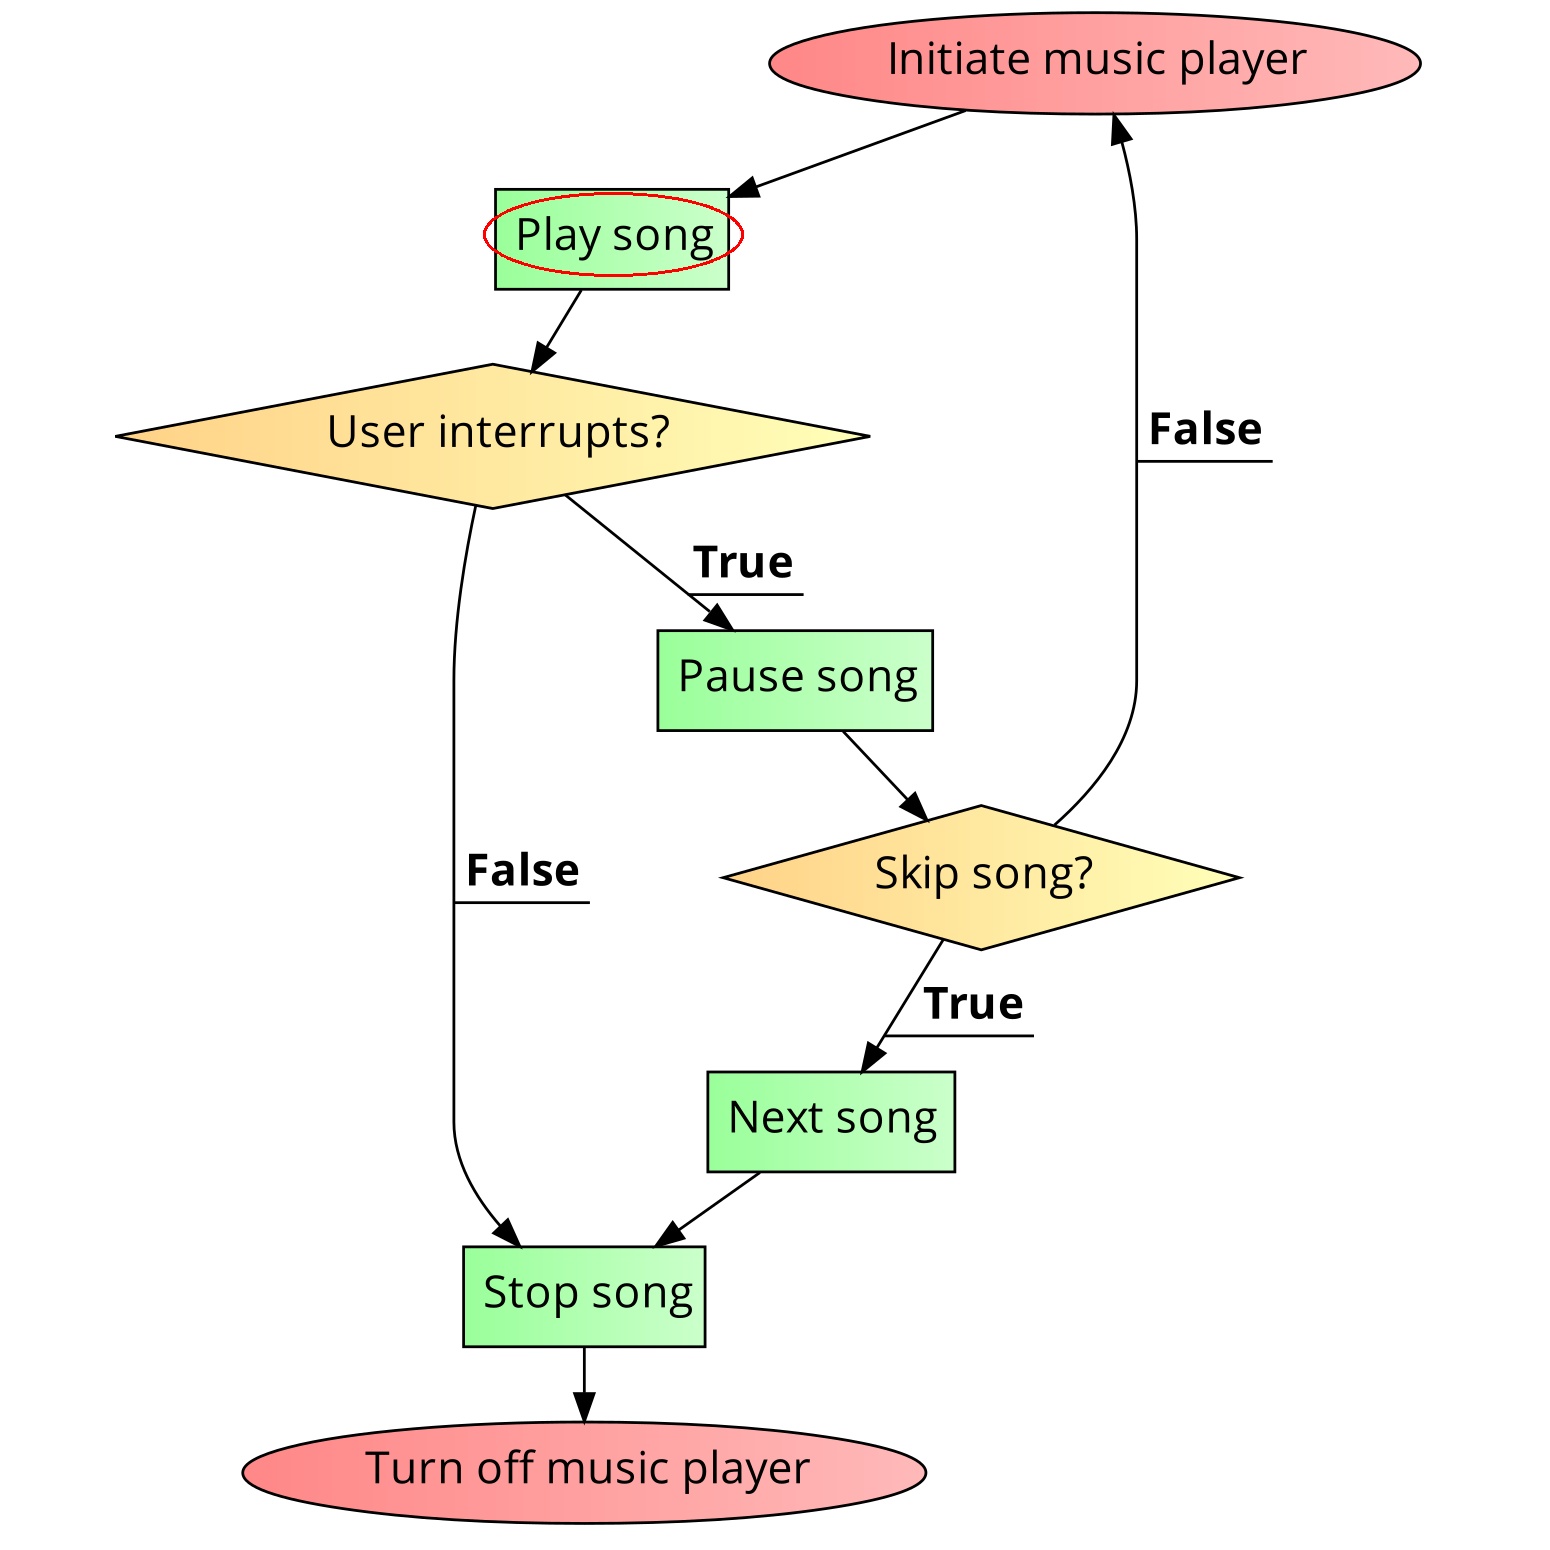 Initiate music player
Play song
User interrupts?
False
True
Pause song
False
Skip song?
True
Next song
Stop song
Turn off music player